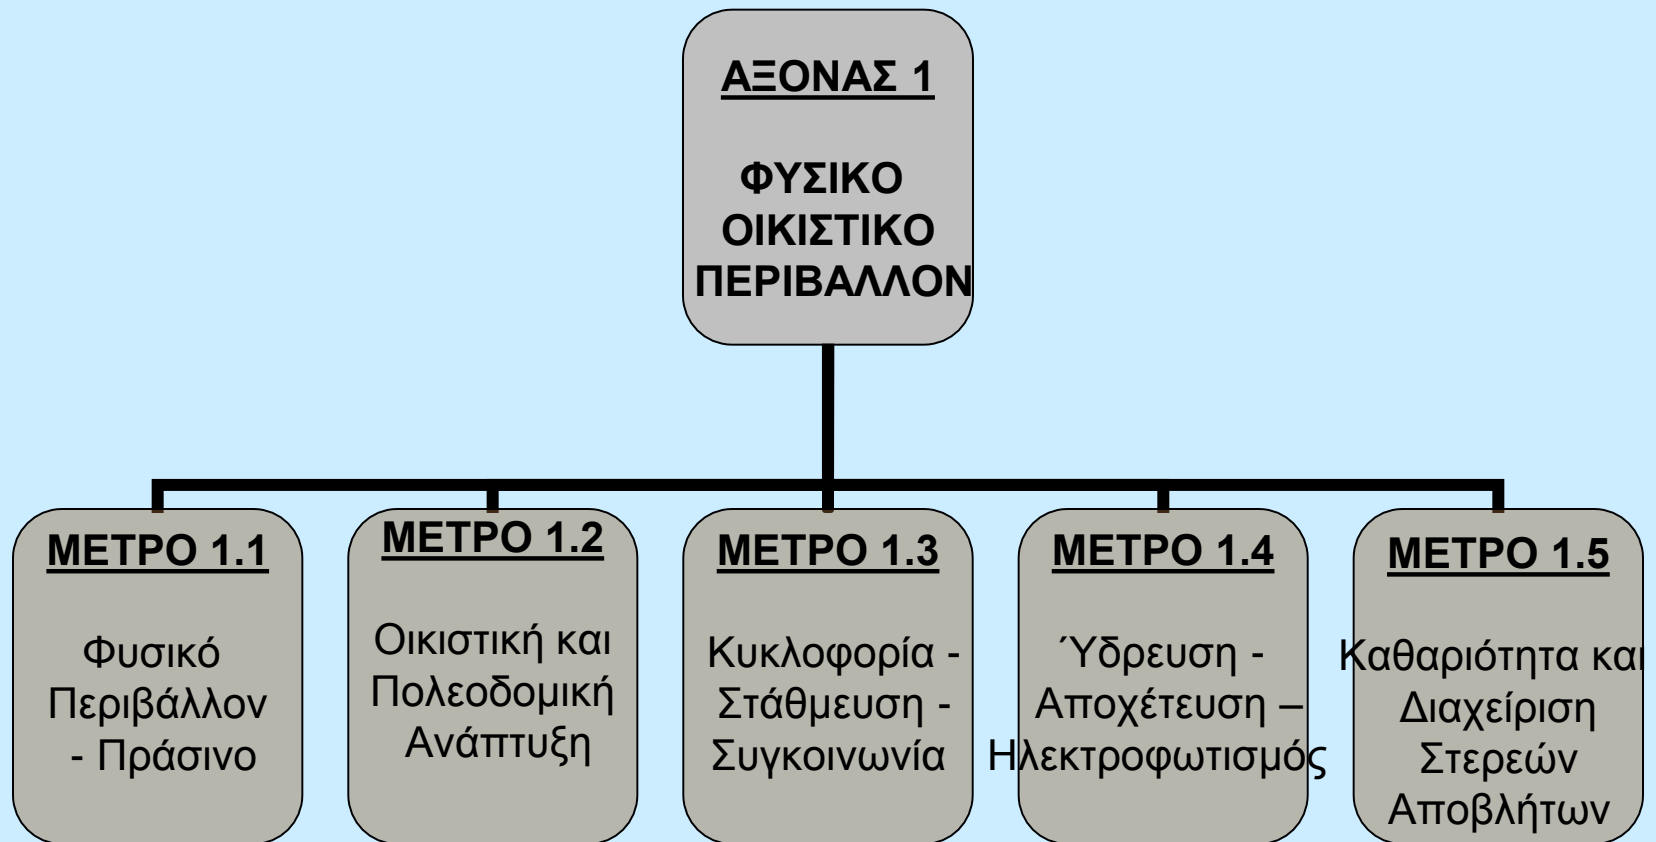 ΑΞΟΝΑΣ 1
ΦΥΣΙΚΟ
ΟΙΚΙΣΤΙΚΟ
ΠΕΡΙΒΑΛΛΟΝ
ΜΕΤΡΟ 1.1
Φυσικό
Περιβάλλον
- Πράσινο
ΜΕΤΡΟ 1.2
Οικιστική και
Πολεοδομική
Ανάπτυξη
ΜΕΤΡΟ 1.3
Κυκλοφορία -
Στάθμευση -
Συγκοινωνία
ΜΕΤΡΟ 1.4
Ύδρευση -
Αποχέτευση –
Ηλεκτροφωτισμός
ΜΕΤΡΟ 1.5
Καθαριότητα και
Διαχείριση
Στερεών
Αποβλήτων